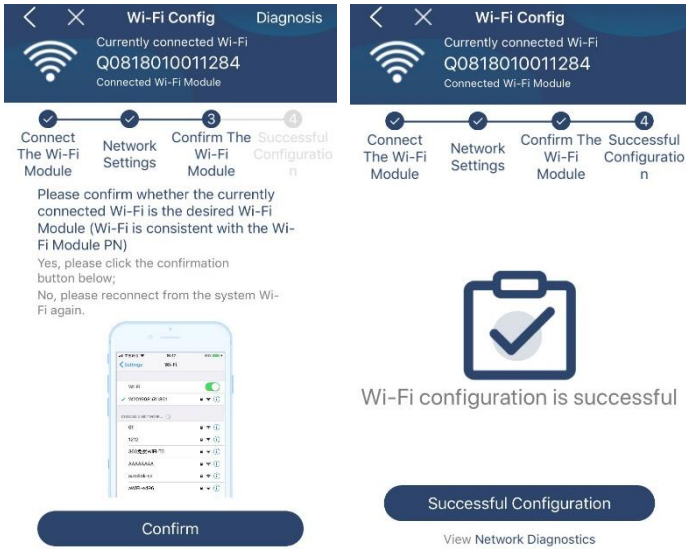 Wi-Fi Config
Diagnosis
Currently connected Wi-Fi
Q0818010011284
Connected Wi-Fi Module
3
4
Connect
The Wi-Fi
Module
Network
Settings
Confirm The
Wi-Fi
Module
Successful
Configuratio
n
Please confirm whether the currently
connected Wi-Fi is the desired Wi-Fi
Module (Wi-Fi is consistent with the Wi-
Fi Module PN)
Yes, please click the confirmation
button below;
No, please reconnect from the system Wi-
Fi again.
Settings
Wi-Fi
Wi-Fi
01
1212
AAAAAAAA
Confirm
Wi-Fi Config
Currently connected Wi-Fi
Q0818010011284
Connected Wi-Fi Module
4
Connect
The Wi-Fi
Module
Network
Settings
Confirm The
Wi-Fi
Module
Successful
Configuratio
n
Wi-Fi configuration is successful
Successful Configuration
View Network Diagnostics